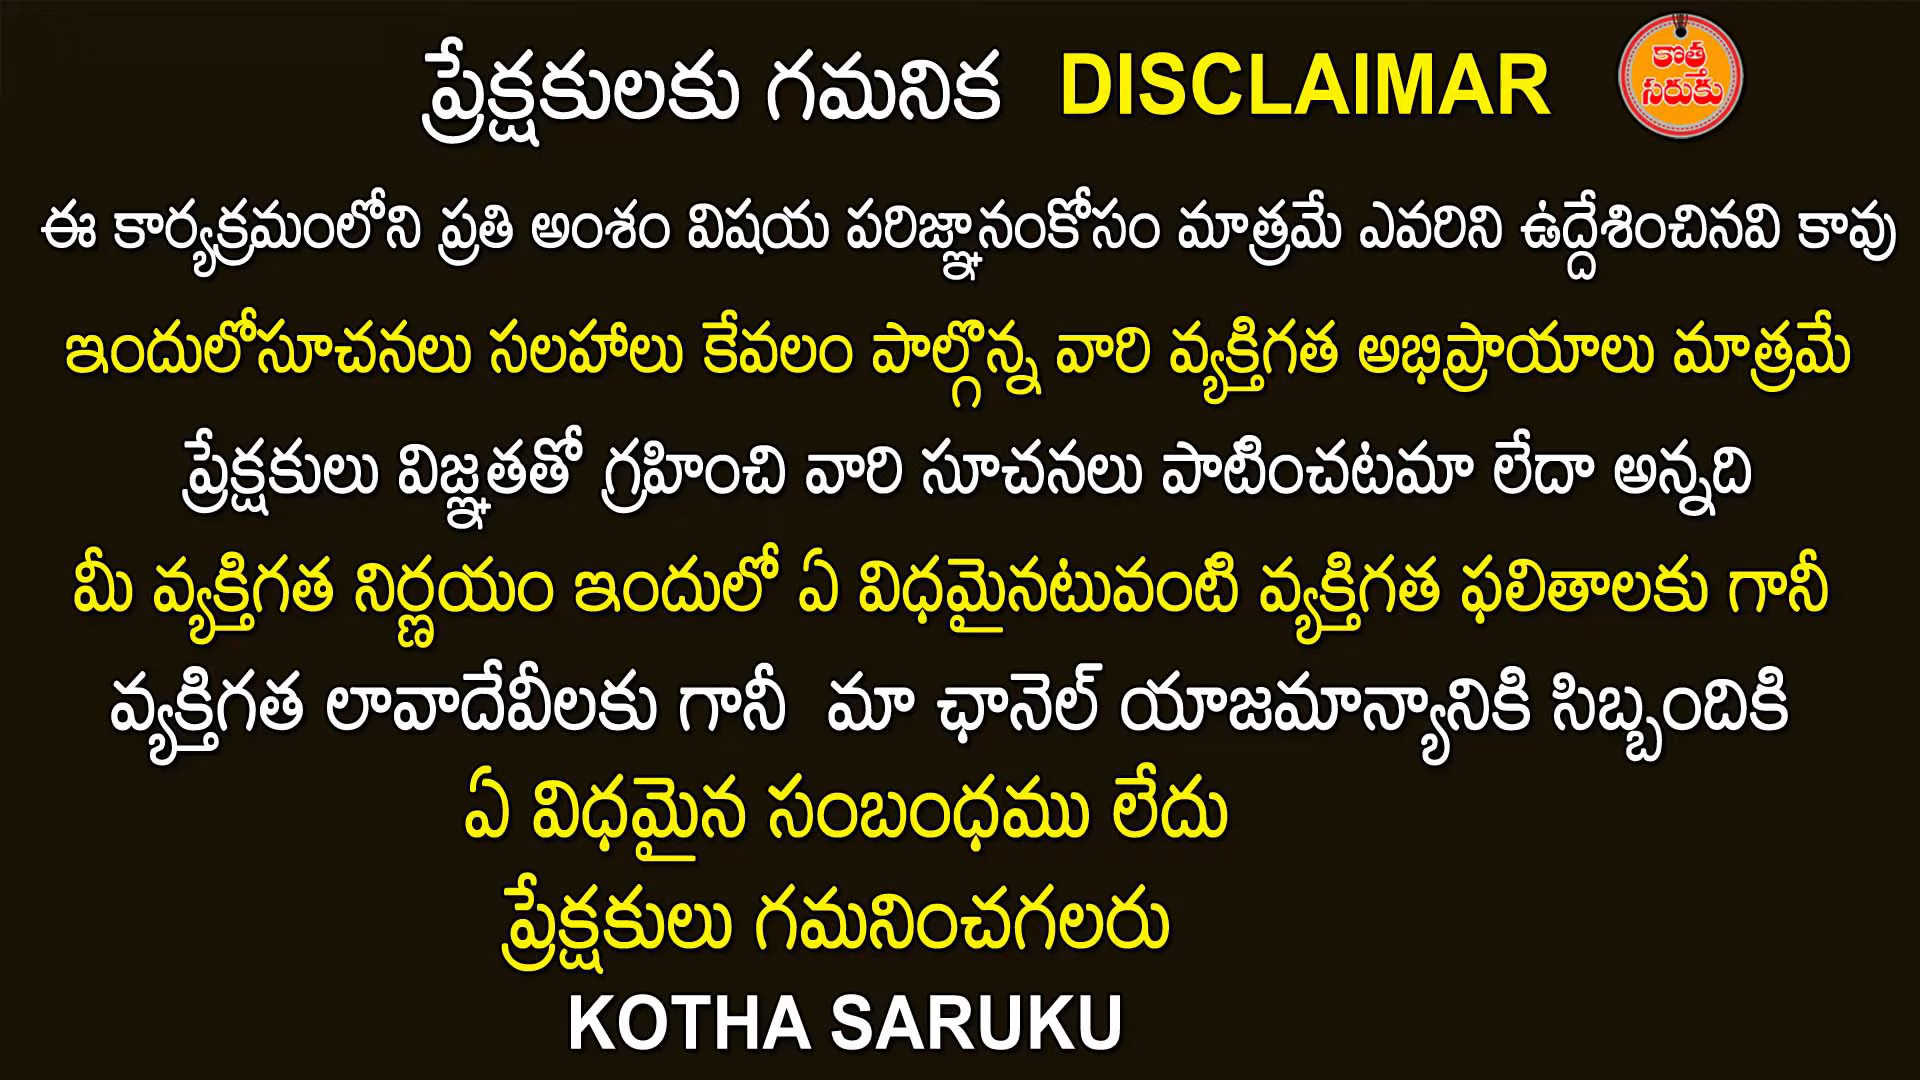 ప్రేక్షకులకు గమనిక DISCLAIMAR
కొత్త
సరుకు
ఈ కార్యక్రమంలోని ప్రతి అంశం విషయ పరిజ్ఞానంకోసం మాత్రమే ఎవరిని ఉద్దేశించినవి కావు
ఇందులోసూచనలు సలహాలు కేవలం పాల్గొన్న వారి వ్యక్తిగత అభిప్రాయాలు మాత్రమే
ప్రేక్షకులు విజ్ఞతతో గ్రహించి వారి సూచనలు పాటించటమా లేదా అన్నది
మీ వ్యక్తిగత నిర్ణయం ఇందులో ఏ విధమైనటువంటి వ్యక్తిగత ఫలితాలకు గానీ
వ్యక్తిగత లావాదేవీలకు గానీ మా ఛానెల్ యాజమాన్యానికి సిబ్బందికి
ఏ విధమైన సంబంధము లేదు
ప్రేక్షకులు గమనించగలరు
KOTHA SARUKU